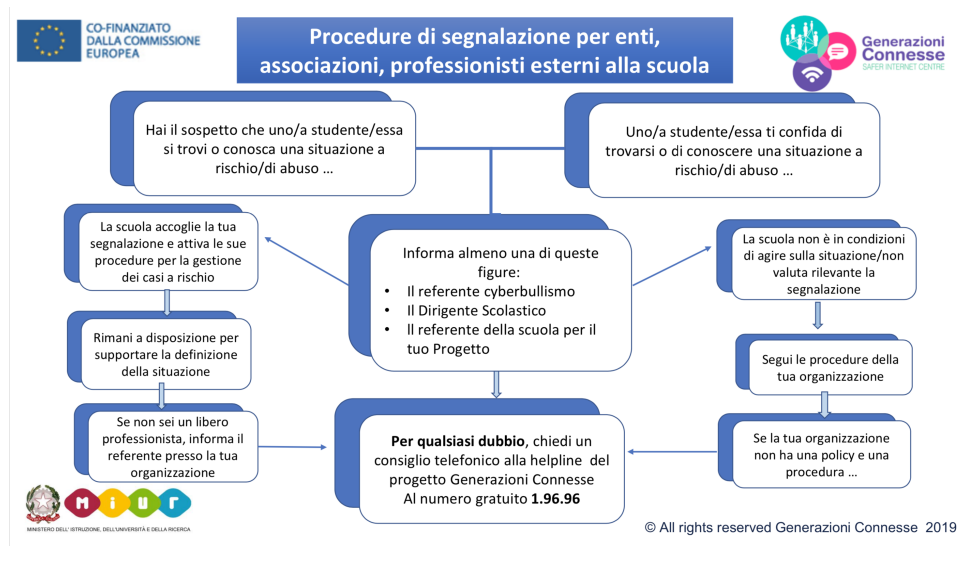 CO-FINANZIATO
DALLA COMMISSIONE
EUROPEA
Procedure di segnalazione per enti,
associazioni, professionisti esterni alla scuola
Generazioni
Connesse
SAFER INTERNET CENTRE
Hai il sospetto che uno/a studente/essa
si trovi o conosca una situazione a
rischio/di abuso …
Uno/a studente/essa ti confida di
trovarsi o di conoscere una situazione a
rischio/di abuso …
La scuola accoglie la tua
segnalazione e attiva le sue
procedure per la gestione
dei casi a rischio
Informa almeno una di queste
figure:
• Il referente cyberbullismo
• Il Dirigente Scolastico
• Il referente della scuola per il
tuo Progetto
La scuola non è in condizioni
di agire sulla situazione/non
valuta rilevante la
segnalazione
Rimani a disposizione per
supportare la definizione
della situazione
Segui le procedure della
tua organizzazione
Se non sei un libero
professionista, informa il
referente presso la tua
organizzazione
Per qualsiasi dubbio, chiedi un
consiglio telefonico alla helpline del
progetto Generazioni Connesse
Al numero gratuito 1.96.96
Se la tua organizzazione
non ha una policy e una
procedura …
miur
MINISTERO DELL' ISTRUZIONE, DELL'UNIVERSITÀ E DELLA RICERCA
© All rights reserved Generazioni Connesse 2019